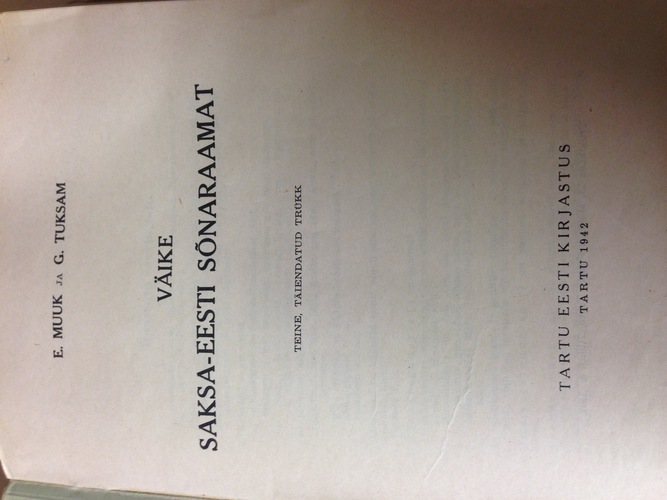 E. MUUK JA G. TUKSAM
VÄIKE
SAKSA-EESTI SÕNARAAMAT
TEINE, TÄIENDATUD TRÜKK
TARTU EESTI KIRJASTUS
TARTU 1942